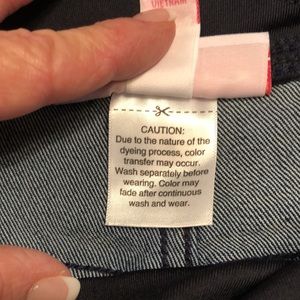 VIETNAM
CAUTION:
Due to the nature of the
dyeing process, color
transfer may occur.
Wash separately before
wearing. Color may
fade after continuous
wash and wear.